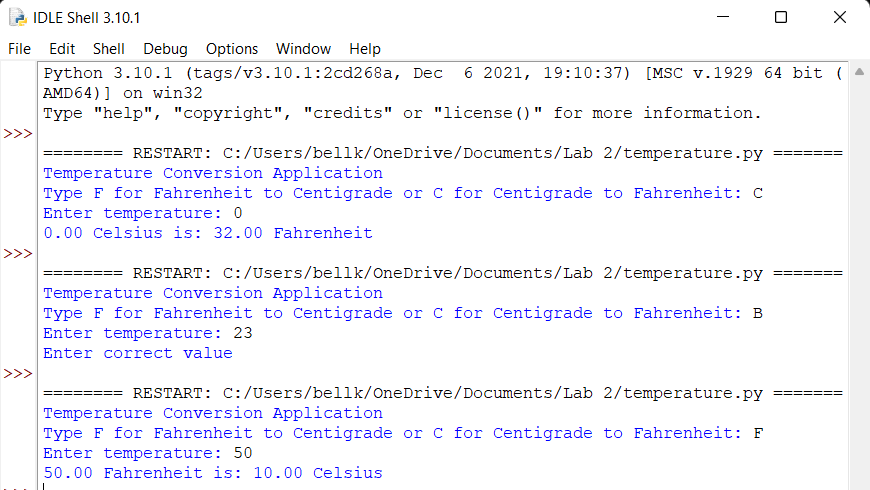 IDLE Shell 3.10.1
File Edit Shell Debug Options Window Help
Python 3.10.1 (tags/v3.10.1:2cd268a, Dec  6 2021, 19:10:37) [MSC v.1929 64 bit (
AMD64)] on win32
Type "help", "copyright", "credits" or "license()" for more information.
>>>
======== RESTART: C:/Users/bellk/OneDrive/Documents/Lab 2/temperature.py =======
Temperature Conversion Application
Type F for Fahrenheit to Centigrade or C for Centigrade to Fahrenheit: C
Enter temperature: 0
0.00 Celsius is: 32.00 Fahrenheit
>>>
======== RESTART: C:/Users/bellk/OneDrive/Documents/Lab 2/temperature.py =======
Temperature Conversion Application
Type F for Fahrenheit to Centigrade or C for Centigrade to Fahrenheit: B
Enter temperature: 23
Enter correct value
>>>
======== RESTART: C:/Users/bellk/OneDrive/Documents/Lab 2/temperature.py =======
Temperature Conversion Application
Type F for Fahrenheit to Centigrade or C for Centigrade to Fahrenheit: F
Enter temperature: 50
50.00 Fahrenheit is: 10.00 Celsius